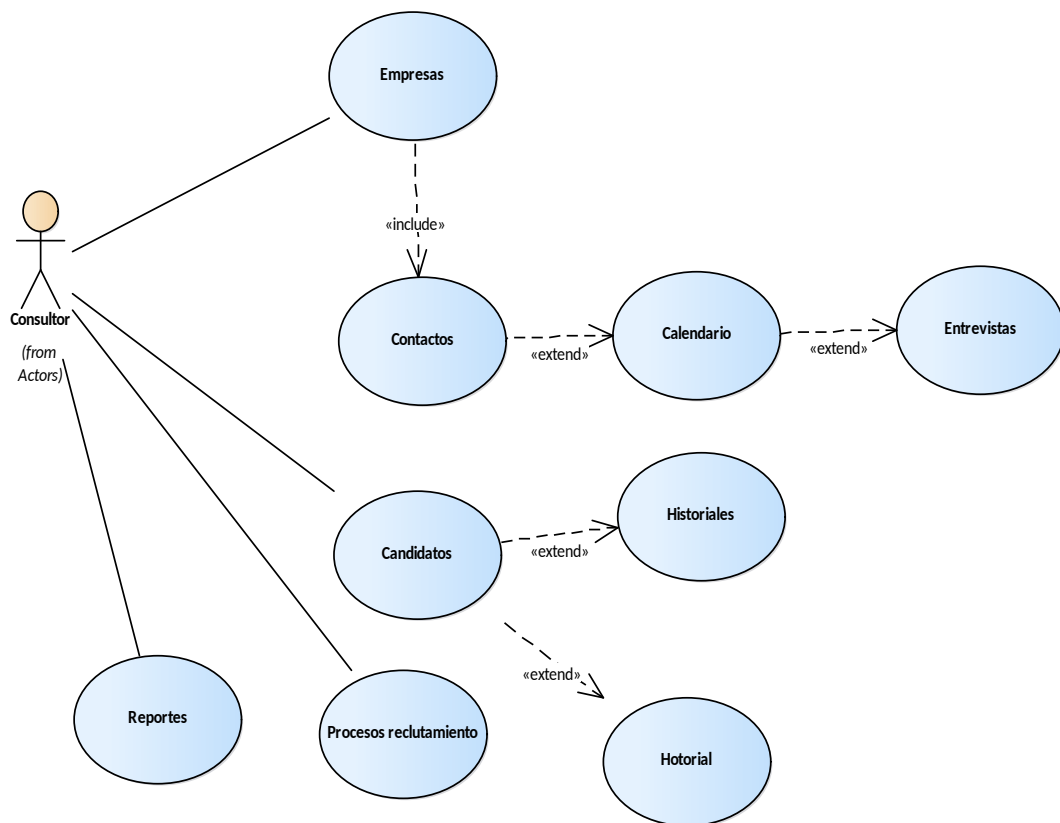 Empresas
«include»
Consultor
(from
Actors)
Contactos
«extend»
Calendario
«extend»
Entrevistas
Candidatos
«extend»
Historiales
«extend»
Reportes
Procesos reclutamiento
Hotorial